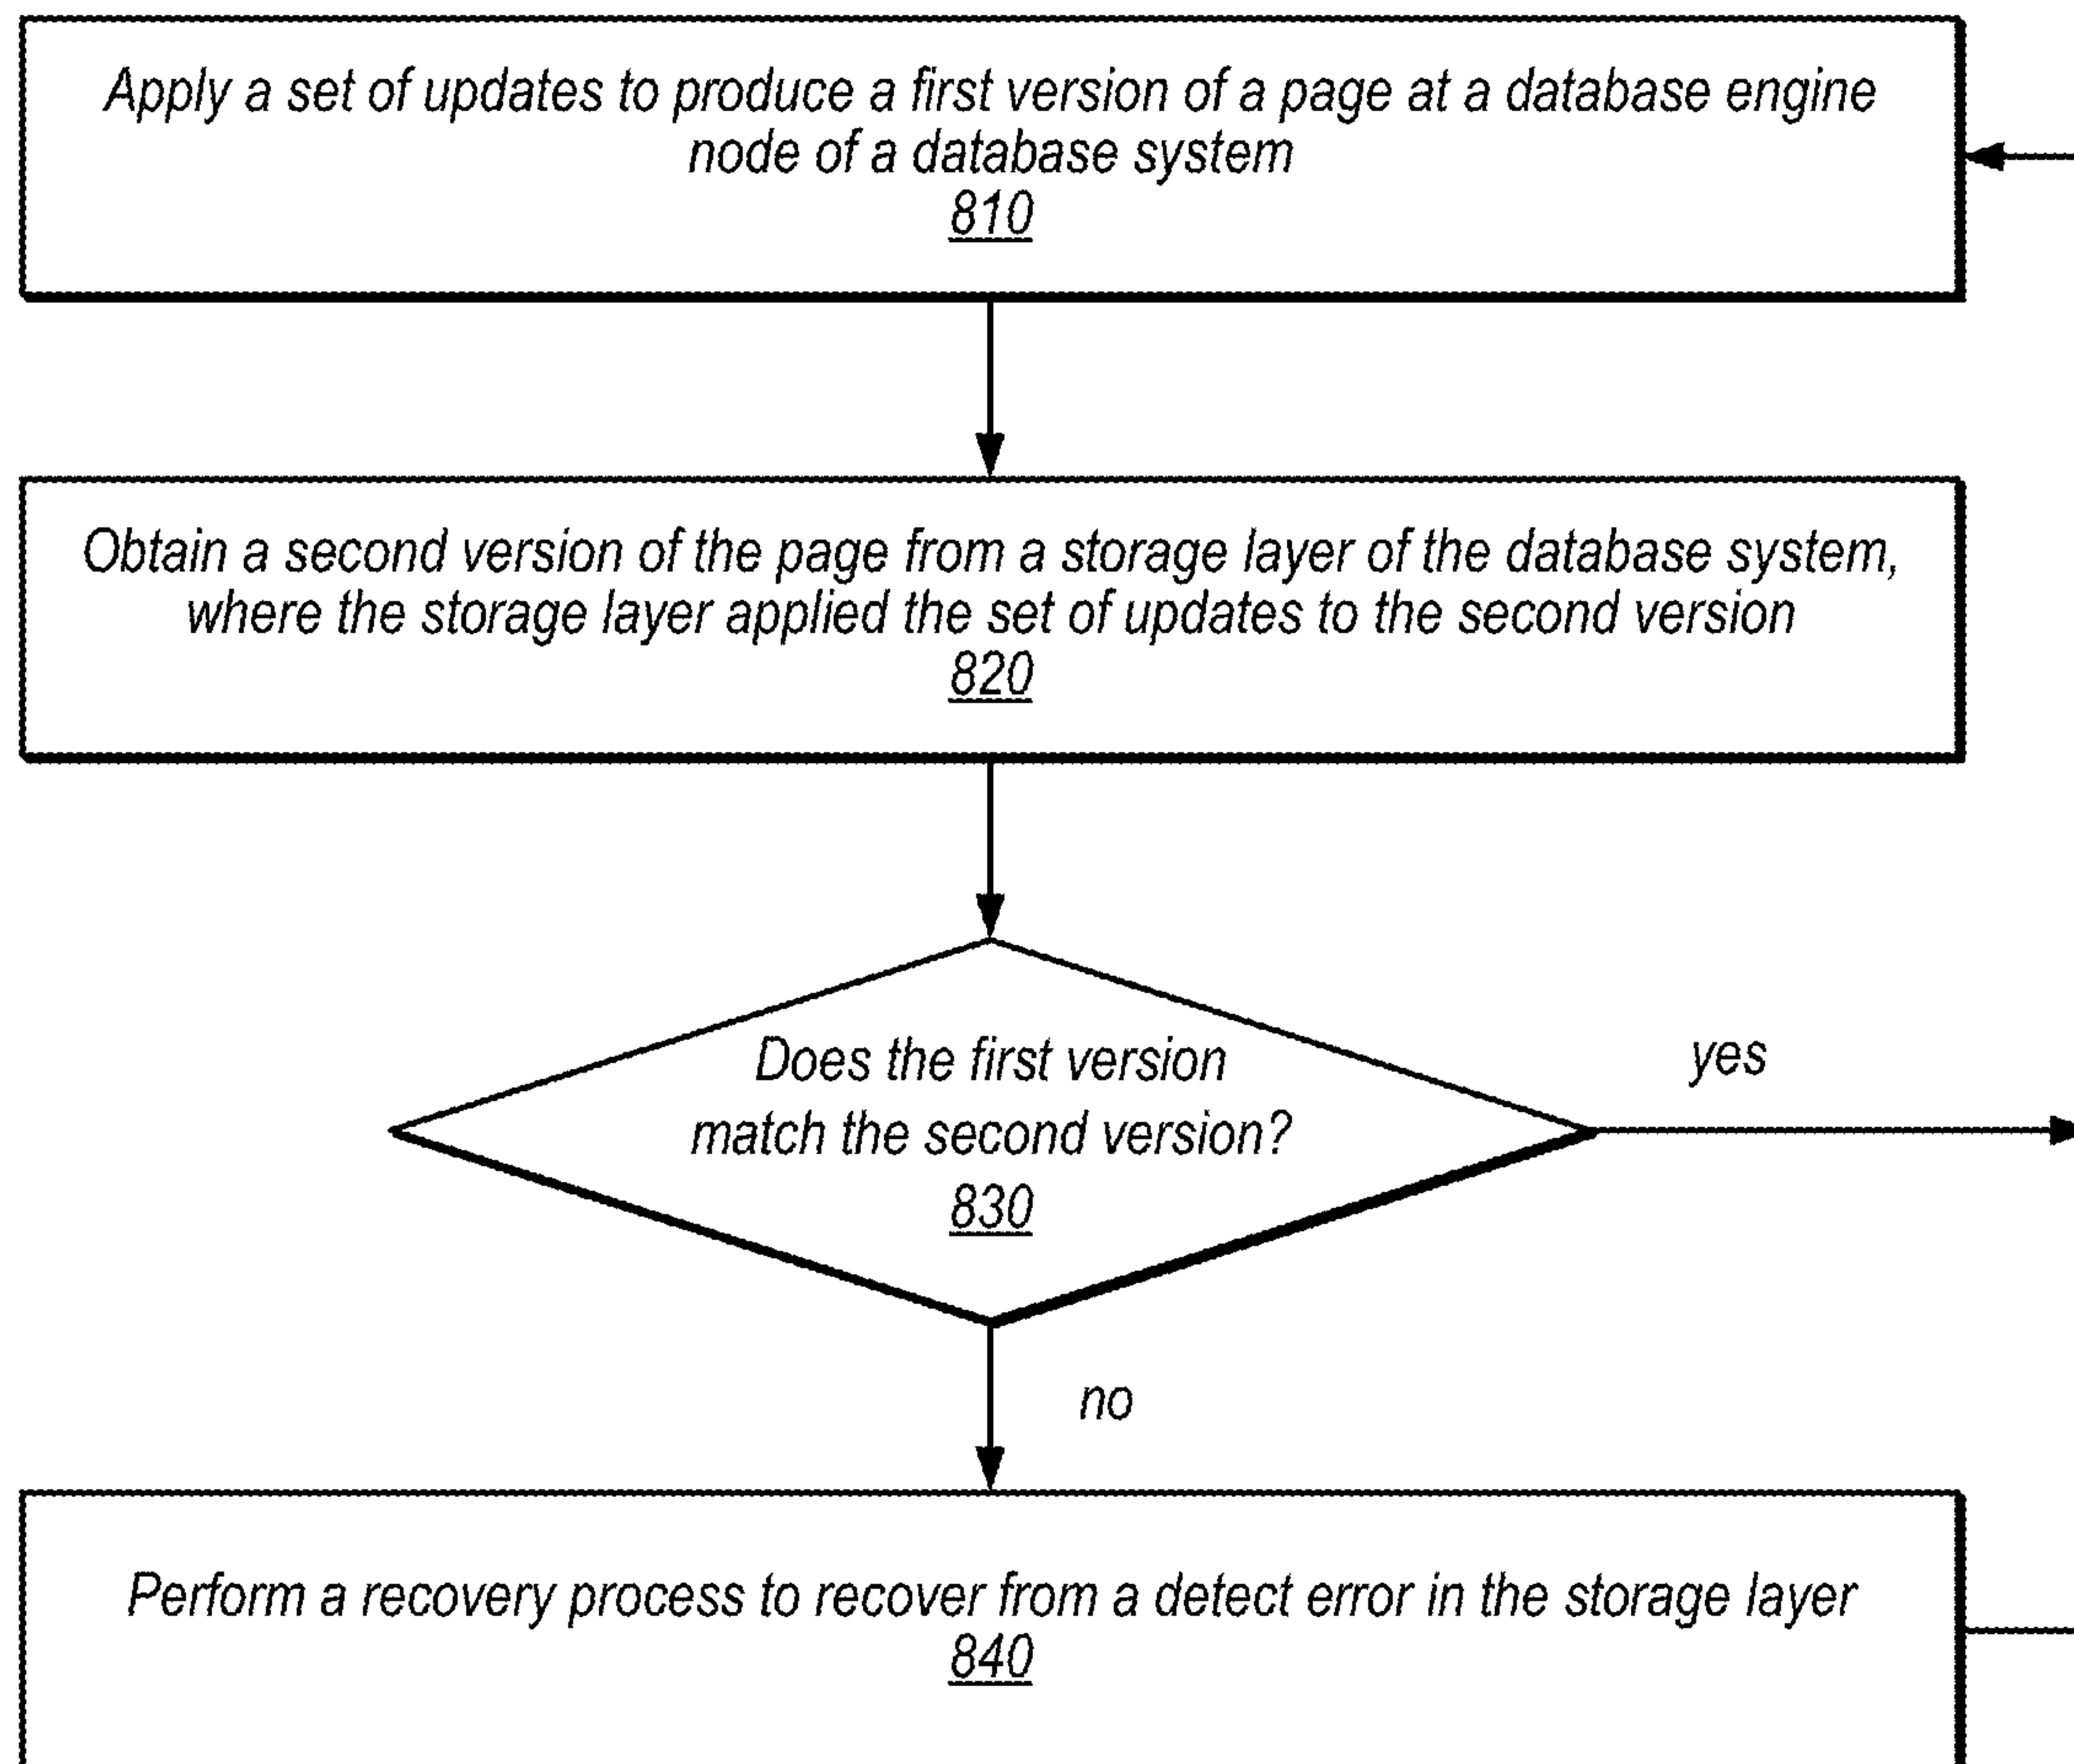 Apply a set of updates to produce a first version of a page at a database engine
node of a database system
810
Obtain a second version of the page from a storage layer of the database system,
where the storage layer applied the set of updates to the second version
820
Does the first version
match the second version?
830
yes
no
Perform a recovery process to recover from a detect error in the storage layer
840